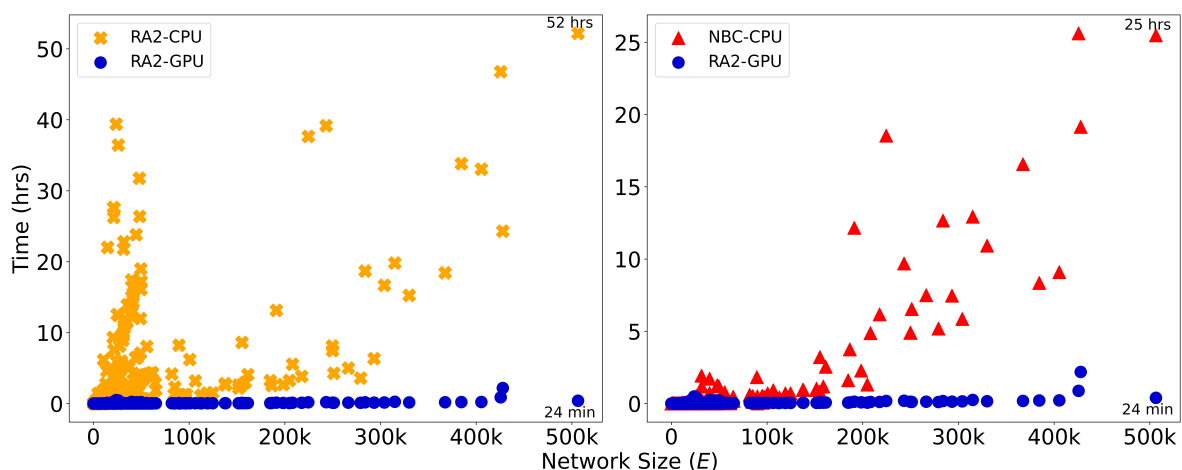 52 hrs
RA2-CPU
RA2-GPU
50
40
30
20
10
0
24 min
0
100k
200k
300k
400k
500k
Time (hrs)
25 hrs
NBC-CPU
RA2-GPU
25
20
15
10
5
0
24 min
0
100k
200k
300k
400k
500k
Network Size (E)